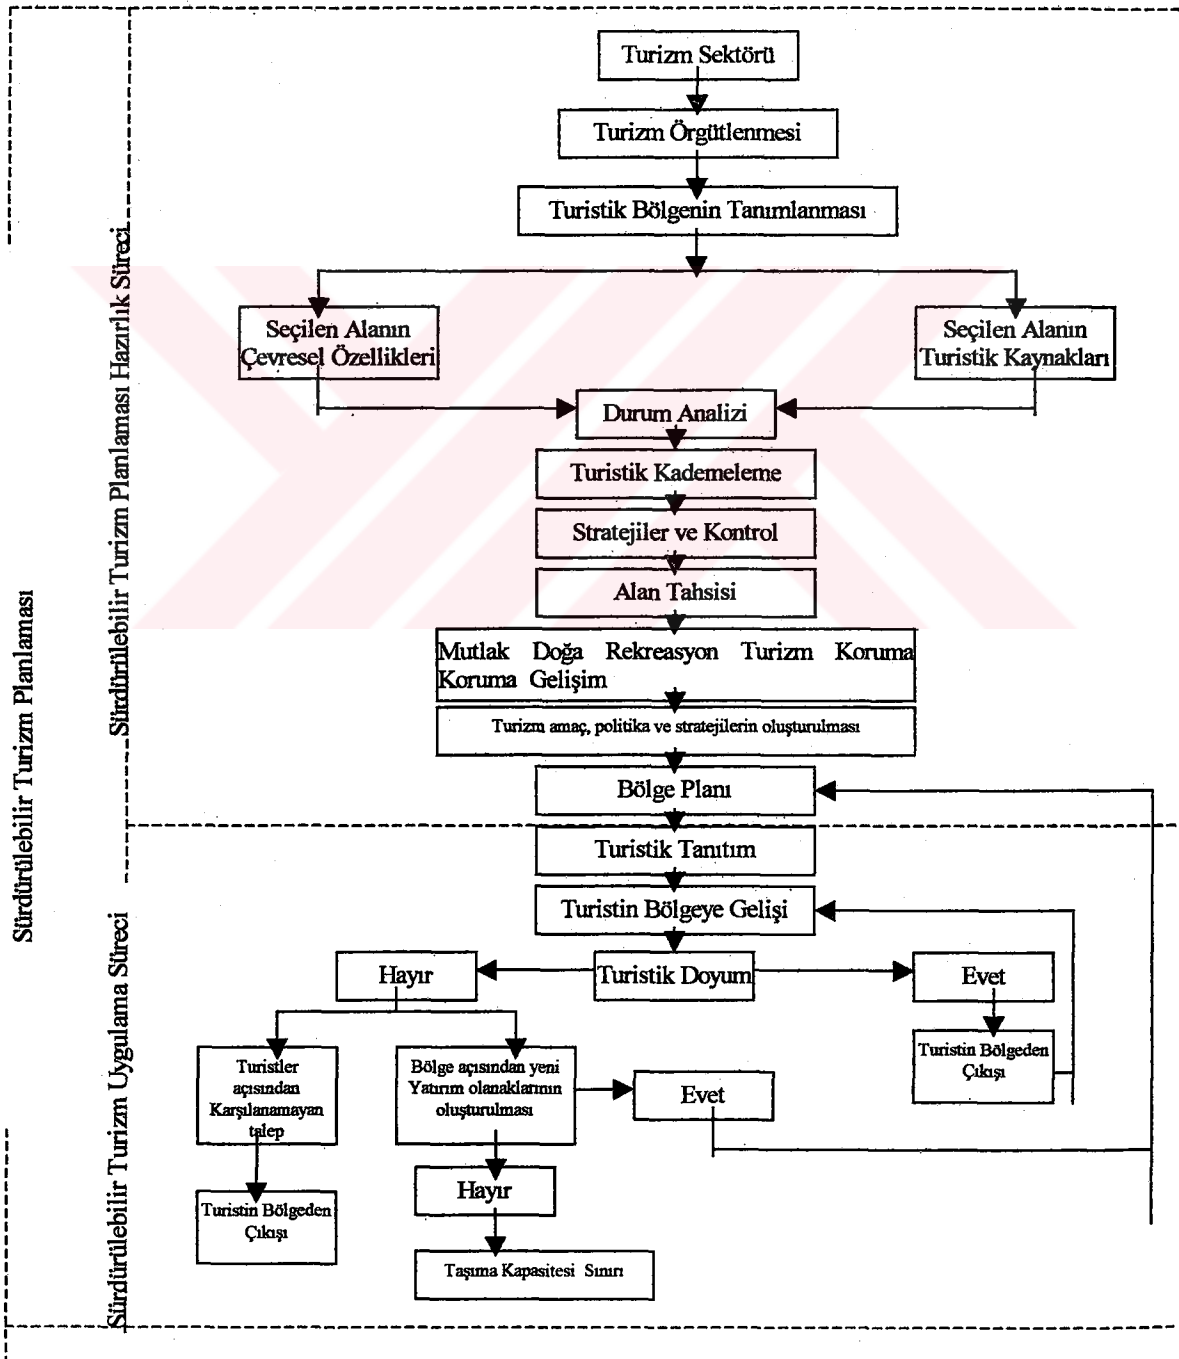 Turizm Sektörü
Turizm Örgütlenmesi
Turistik Bölgenin Tanımlanması
Seçilen Alanın
Çevresel Özellikleri
Seçilen Alanın
Turistik Kaynakları
Durum Analizi
Turistik Kademeleme
Stratejiler ve Kontrol
Alan Tahsisi
Mutlak Doğa Rekreasyon Turizm Koruma
Koruma Gelişim
Turizm amaç, politika ve stratejilerin oluşturulması
Bölge Planı
Turistik Tanıtım
Turistin Bölgeye Gelişi
Hayır
Turistik Doyum
Evet
Turistin Bölgeden
Çıkışı
Turistler
açısından
Karşılanamayan
talep
Bölge açısından yeni
Yatırım olanaklarının
oluşturulması
Evet
Turistin Bölgeden
Çıkışı
Hayır
Taşıma Kapasitesi Sınırı
Sürdürülebilir Turizm Planlaması
Sürdürülebilir Turizm Planlaması Hazırlık Süreci
Sürdürülebilir Turizm Uygulama Süreci